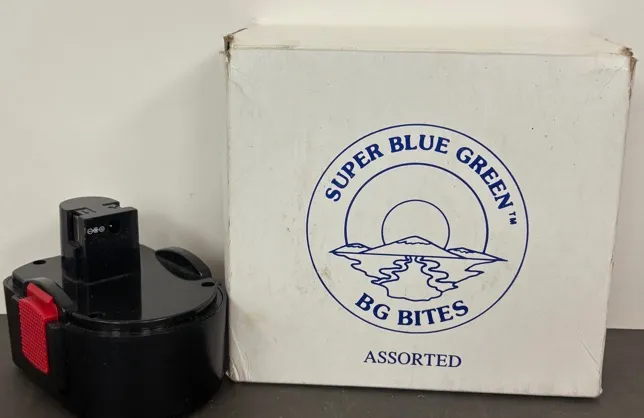 SUPER BLUE GREEN™
BG BITES
ASSORTED